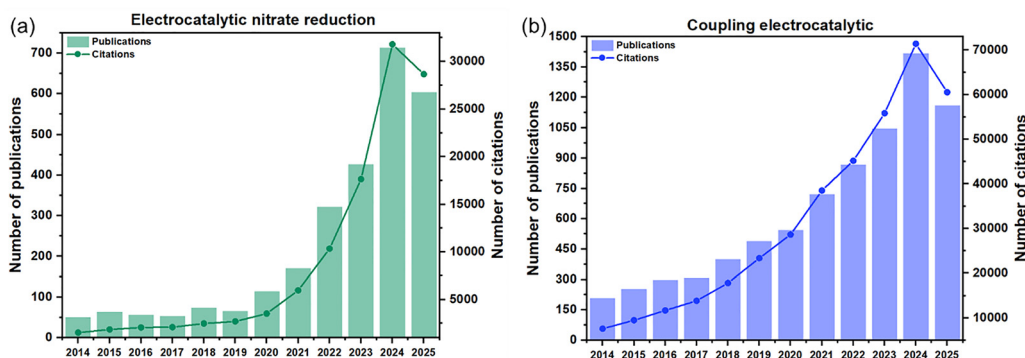 (a)
Electrocatalytic nitrate reduction
Publications
Citations
Number of publications
700
600
500
400
300
200
100
0
Number of citations
30000
25000
20000
15000
10000
5000
2014 2015 2016 2017 2018 2019 2020 2021 2022 2023 2024 2025
(b)
Coupling electrocatalytic
Publications
Citations
Number of publications
1500
1350
1200
1050
900
750
600
450
300
150
0
Number of citations
70000
60000
50000
40000
30000
20000
10000
2014 2015 2016 2017 2018 2019 2020 2021 2022 2023 2024 2025